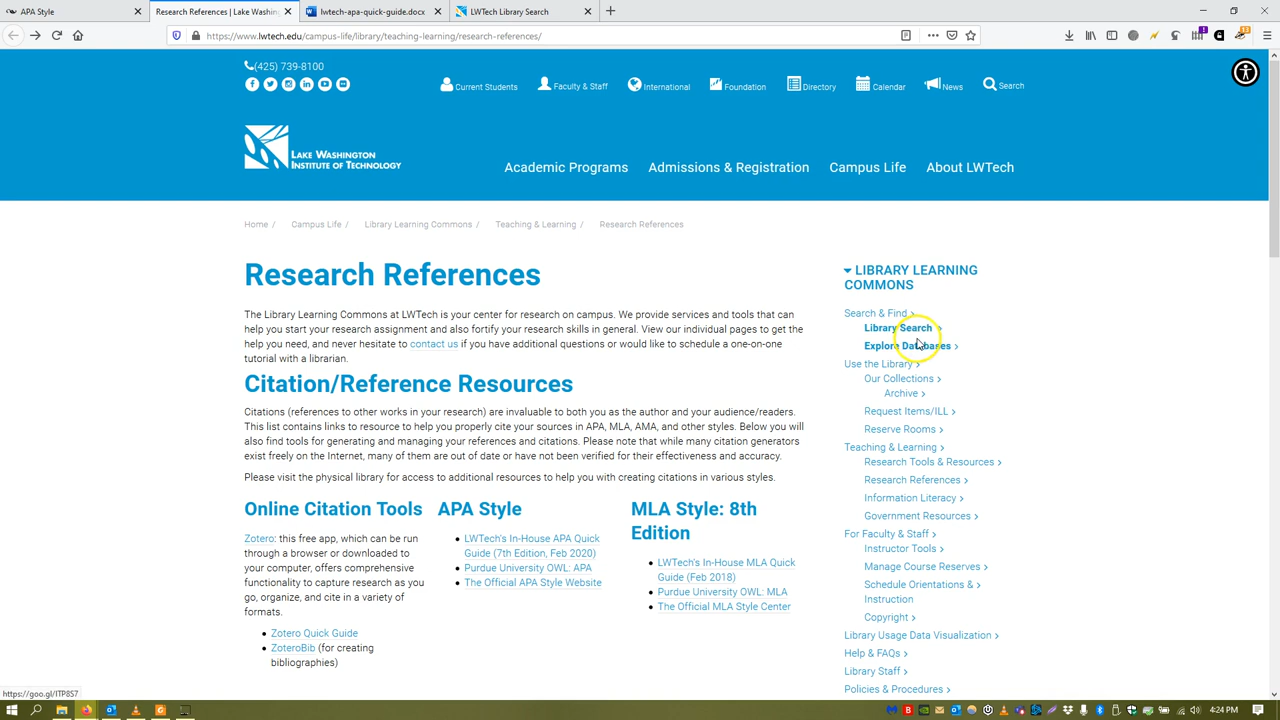 APA Style
Research References | Lake Washin
lwtech-apa-quick-guide.docx
LWTech Library Search
https://www.lwtech.edu/campus-life/library/teaching-learning/research-references/
(425) 739-8100
Current Students
Faculty & Staff
International
Foundation
Directory
Calendar
News
Search
LAKE WASHINGTON
INSTITUTE OF TECHNOLOGY
Academic Programs
Admissions & Registration
Campus Life
About LWTech
Home / Campus Life / Library Learning Commons / Teaching & Learning / Research References
Research References
The Library Learning Commons at LWTech is your center for research on campus. We provide services and tools that can
help you start your research assignment and also fortify your research skills in general. View our individual pages to get the
help you need, and never hesitate to contact us if you have additional questions or would like to schedule a one-on-one
tutorial with a librarian.
Citation/Reference Resources
Citations (references to other works in your research) are invaluable to both you as the author and your audience/readers.
This list contains links to resource to help you properly cite your sources in APA, MLA, AMA, and other styles. Below you will
also find tools for generating and managing your references and citations. Please note that while many citation generators
exist freely on the Internet, many of them are out of date or have not been verified for their effectiveness and accuracy.
Please visit the physical library for access to additional resources to help you with creating citations in various styles.
Online Citation Tools
Zotero: this free app, which can be run
through a browser or downloaded to
your computer, offers comprehensive
functionality to capture research as you
go, organize, and cite in a variety of
formats.
Zotero Quick Guide
ZoteroBib (for creating
bibliographies)
APA Style
LWTech's In-House APA Quick
Guide (7th Edition, Feb 2020)
Purdue University OWL: APA
The Official APA Style Website
MLA Style: 8th
Edition
LWTech's In-House MLA Quick
Guide (Feb 2018)
Purdue University OWL: MLA
The Official MLA Style Center
LIBRARY LEARNING
COMMONS
Search & Find
Library Search
Explore Databases
Use the Library
Our Collections
Archive
Request Items/ILL
Reserve Rooms
Teaching & Learning
Research Tools & Resources
Research References
Information Literacy
Government Resources
For Faculty & Staff
Instructor Tools
Manage Course Reserves
Schedule Orientations &
Instruction
Copyright
Library Usage Data Visualization
Help & FAQs
Library Staff
Policies & Procedures
https://goo.gl/ITP8S7
4:24 PM